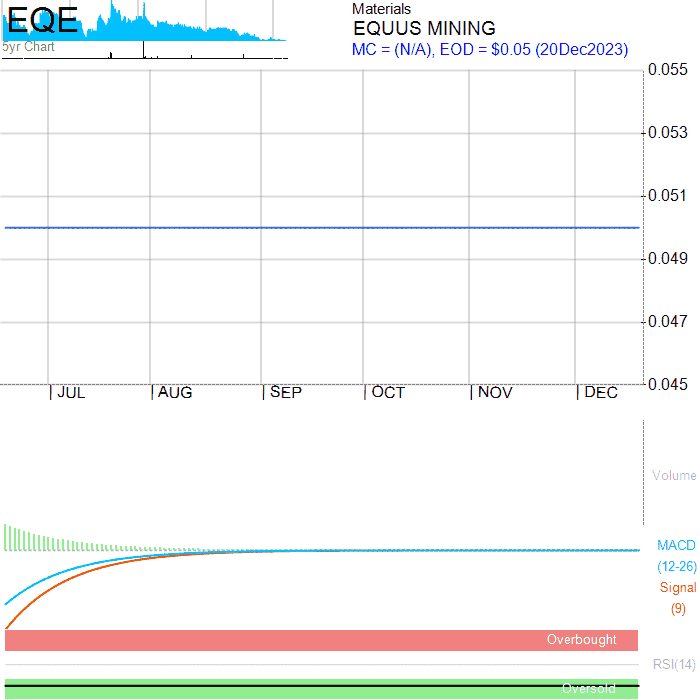 EQE
5yr Chart
Materials
EQUUS MINING
MC = (N/A), EOD = $0.05 (20Dec2023)
0.055
0.053
0.051
0.049
0.047
0.045
JUL AUG SEP OCT NOV DEC
Volume
MACD
(12-26)
Signal
(9)
Overbought
RSI(14)
Oversold